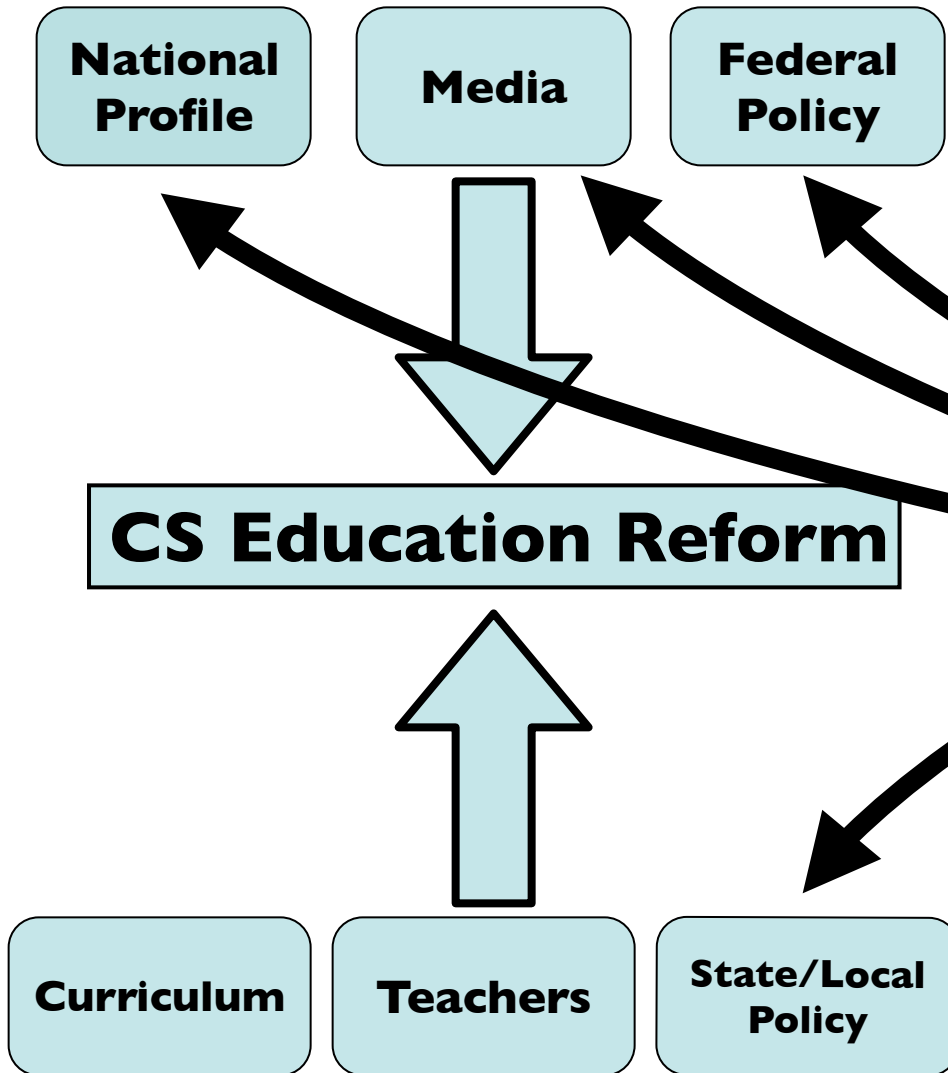 National
Profile
Media
Federal
Policy
CS Education Reform
Curriculum
Teachers
State/Local
Policy